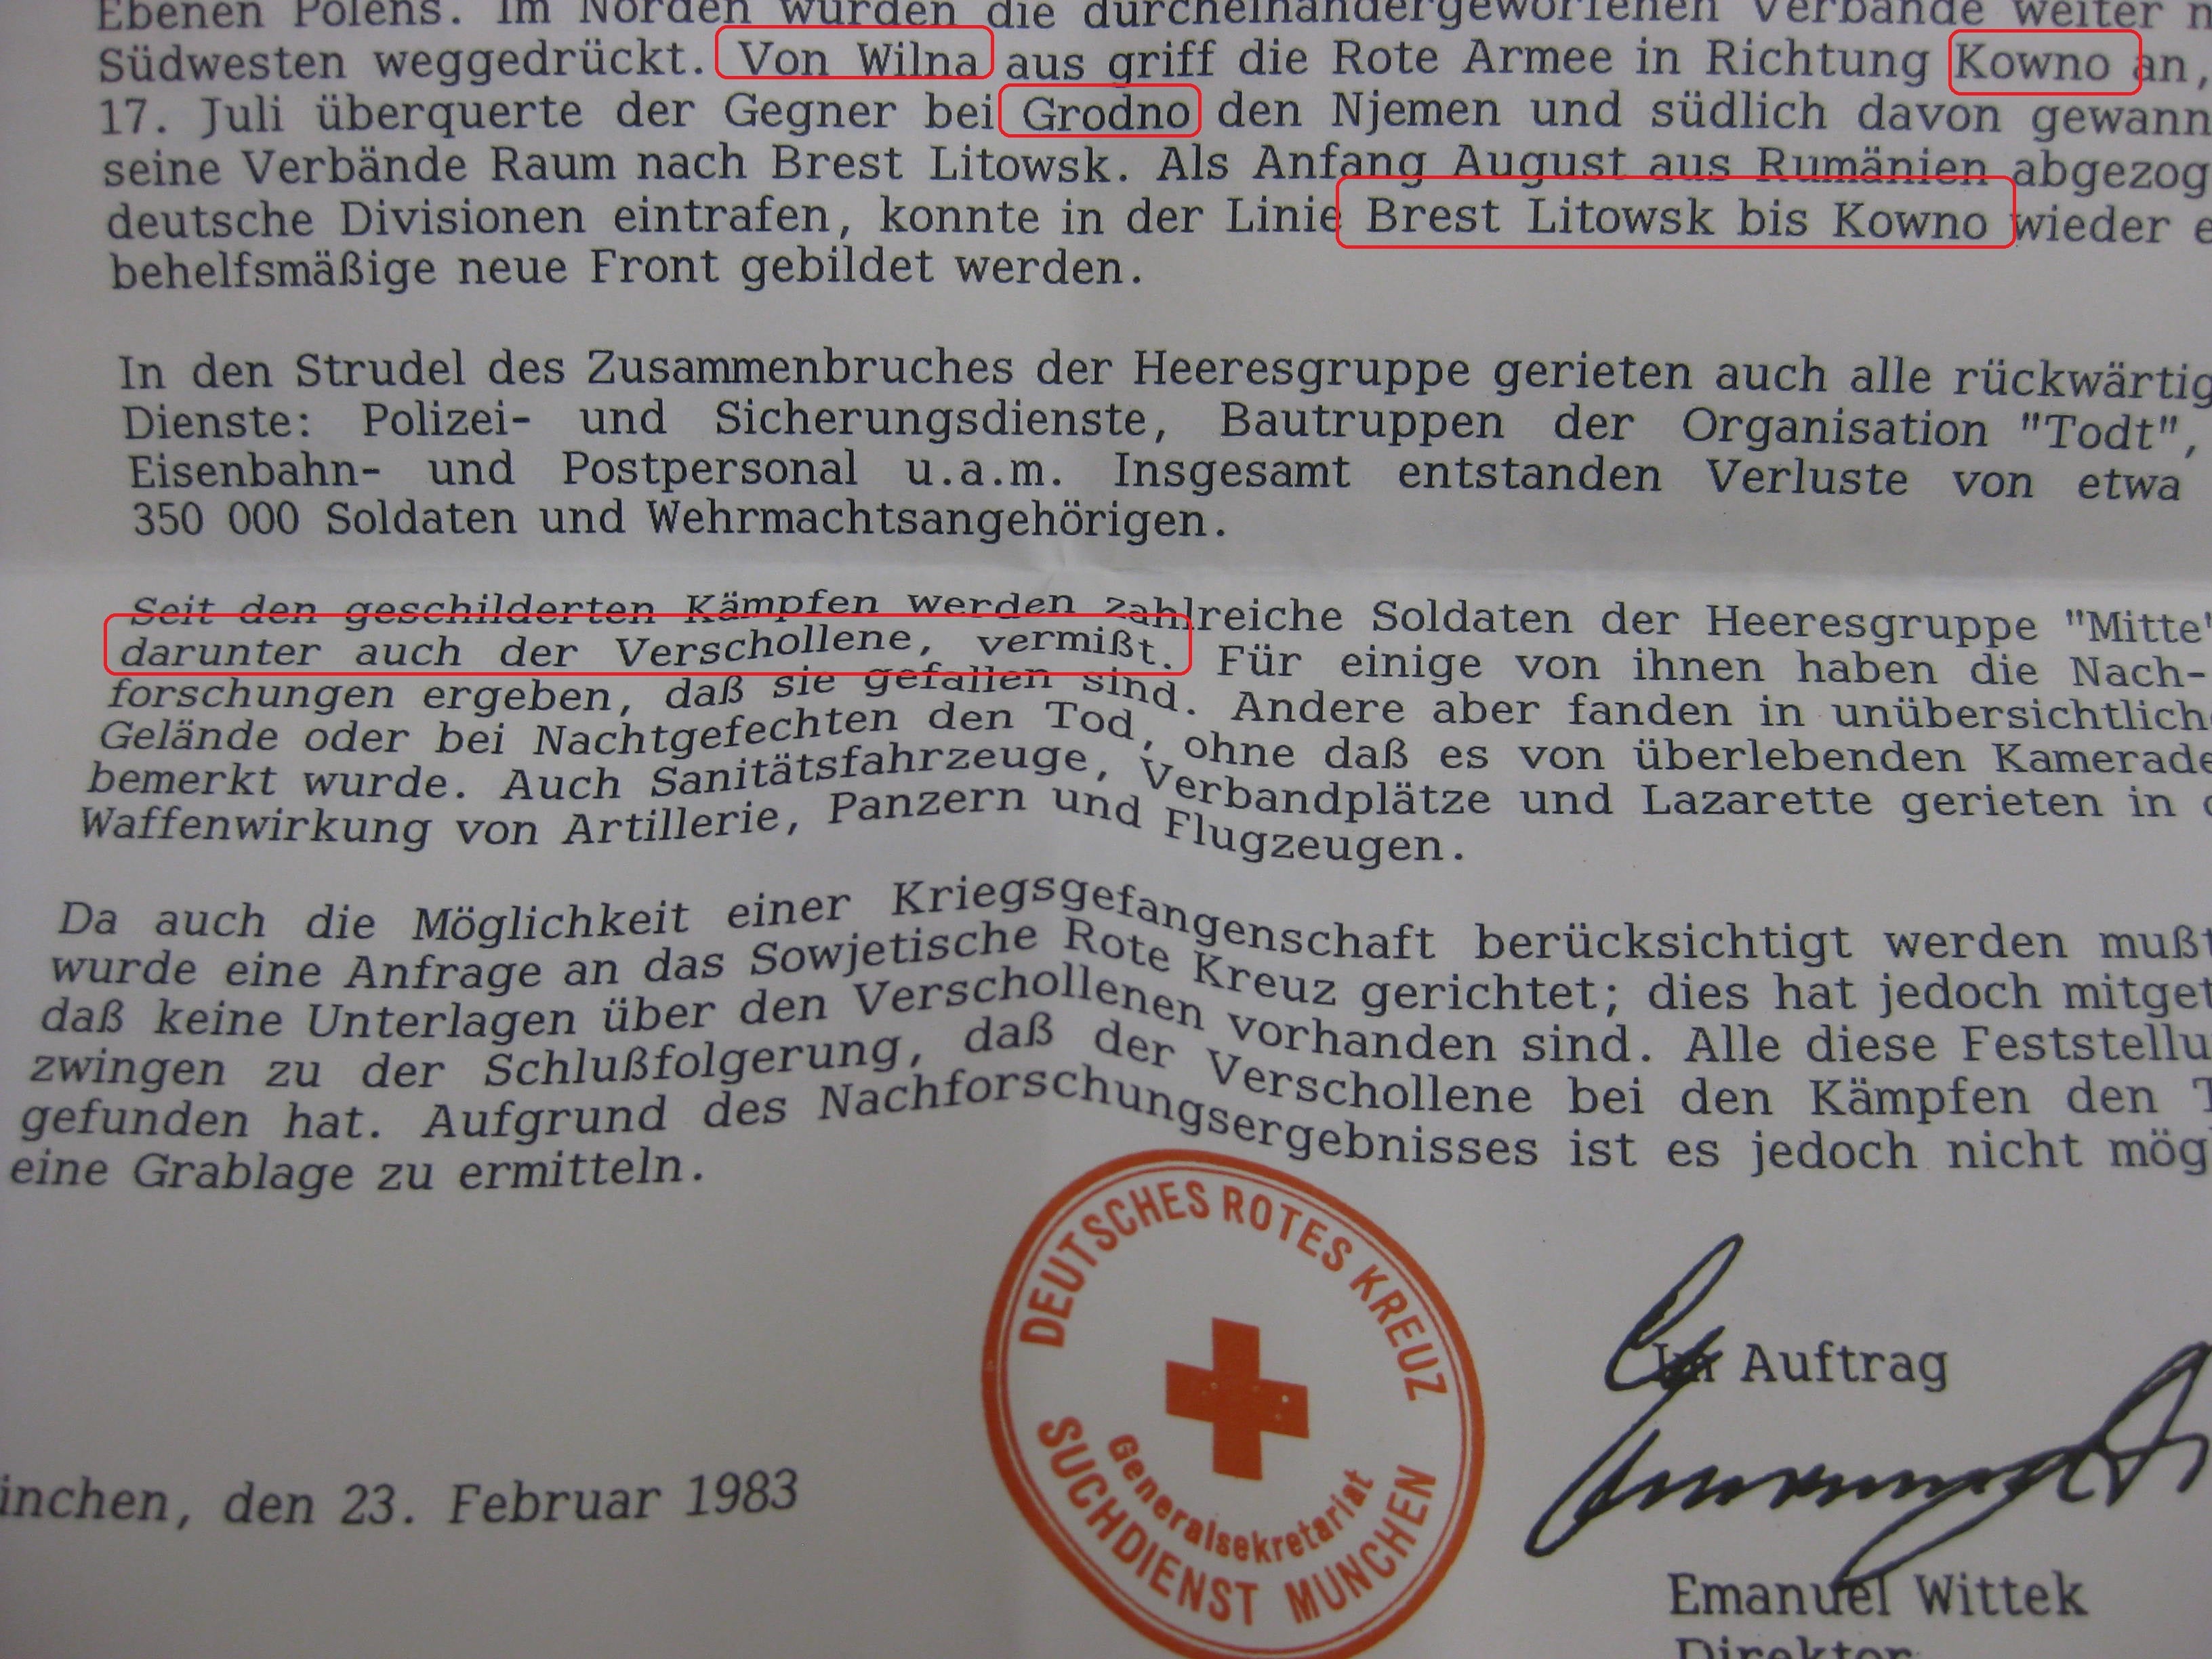 Ebenen Polens. Im Norden wurden die durcheinandergeworfenen Verbände weiter n
Südwesten weggedrückt. Von Wilna aus griff die Rote Armee in Richtung Kowno an,
17. Juli überquerte der Gegner bei Grodno den Njemen und südlich davon gewann
seine Verbände Raum nach Brest Litowsk. Als Anfang August aus Rumänien abgezog
deutsche Divisionen eintrafen, konnte in der Linie Brest Litowsk bis Kowno wieder e
behelfsmäßige neue Front gebildet werden.
In den Strudel des Zusammenbruches der Heeresgruppe gerieten auch alle rückwärtig
Dienste: Polizei- und Sicherungsdienste, Bautruppen der Organisation "Todt",
Eisenbahn- und Postpersonal u.a.m. Insgesamt entstanden Verluste von etwa
350 000 Soldaten und Wehrmachtsangehörigen.
Seit den geschilderten Kämpfen werden zahlreiche Soldaten der Heeresgruppe "Mitte"
darunter auch der Verschollene, vermißt. Für einige von ihnen haben die Nach-
forschungen ergeben, daß sie gefallen sind. Andere aber fanden in unübersichtlich
Gelände oder bei Nachtgefechten den Tod, ohne daß es von überlebenden Kamerade
bemerkt wurde. Auch Sanitätsfahrzeuge, Verbandplätze und Lazarette gerieten in d
Waffenwirkung von Artillerie, Panzern und Flugzeugen.
Da auch die Möglichkeit einer Kriegsgefangenschaft berücksichtigt werden mußt
wurde eine Anfrage an das Sowjetische Rote Kreuz gerichtet; dies hat jedoch mitget
daß keine Unterlagen über den Verschollenen vorhanden sind. Alle diese Feststellu
zwingen zu der Schlußfolgerung, daß der Verschollene bei den Kämpfen den T
gefunden hat. Aufgrund des Nachforschungsergebnisses ist es jedoch nicht mög
eine Grablage zu ermitteln.
DEUTSCHES ROTES KREUZ
Generalsekretariat
SUCHDIENST MÜNCHEN
Im Auftrag
inchen, den 23. Februar 1983
Emanuel Wittek
Direktor